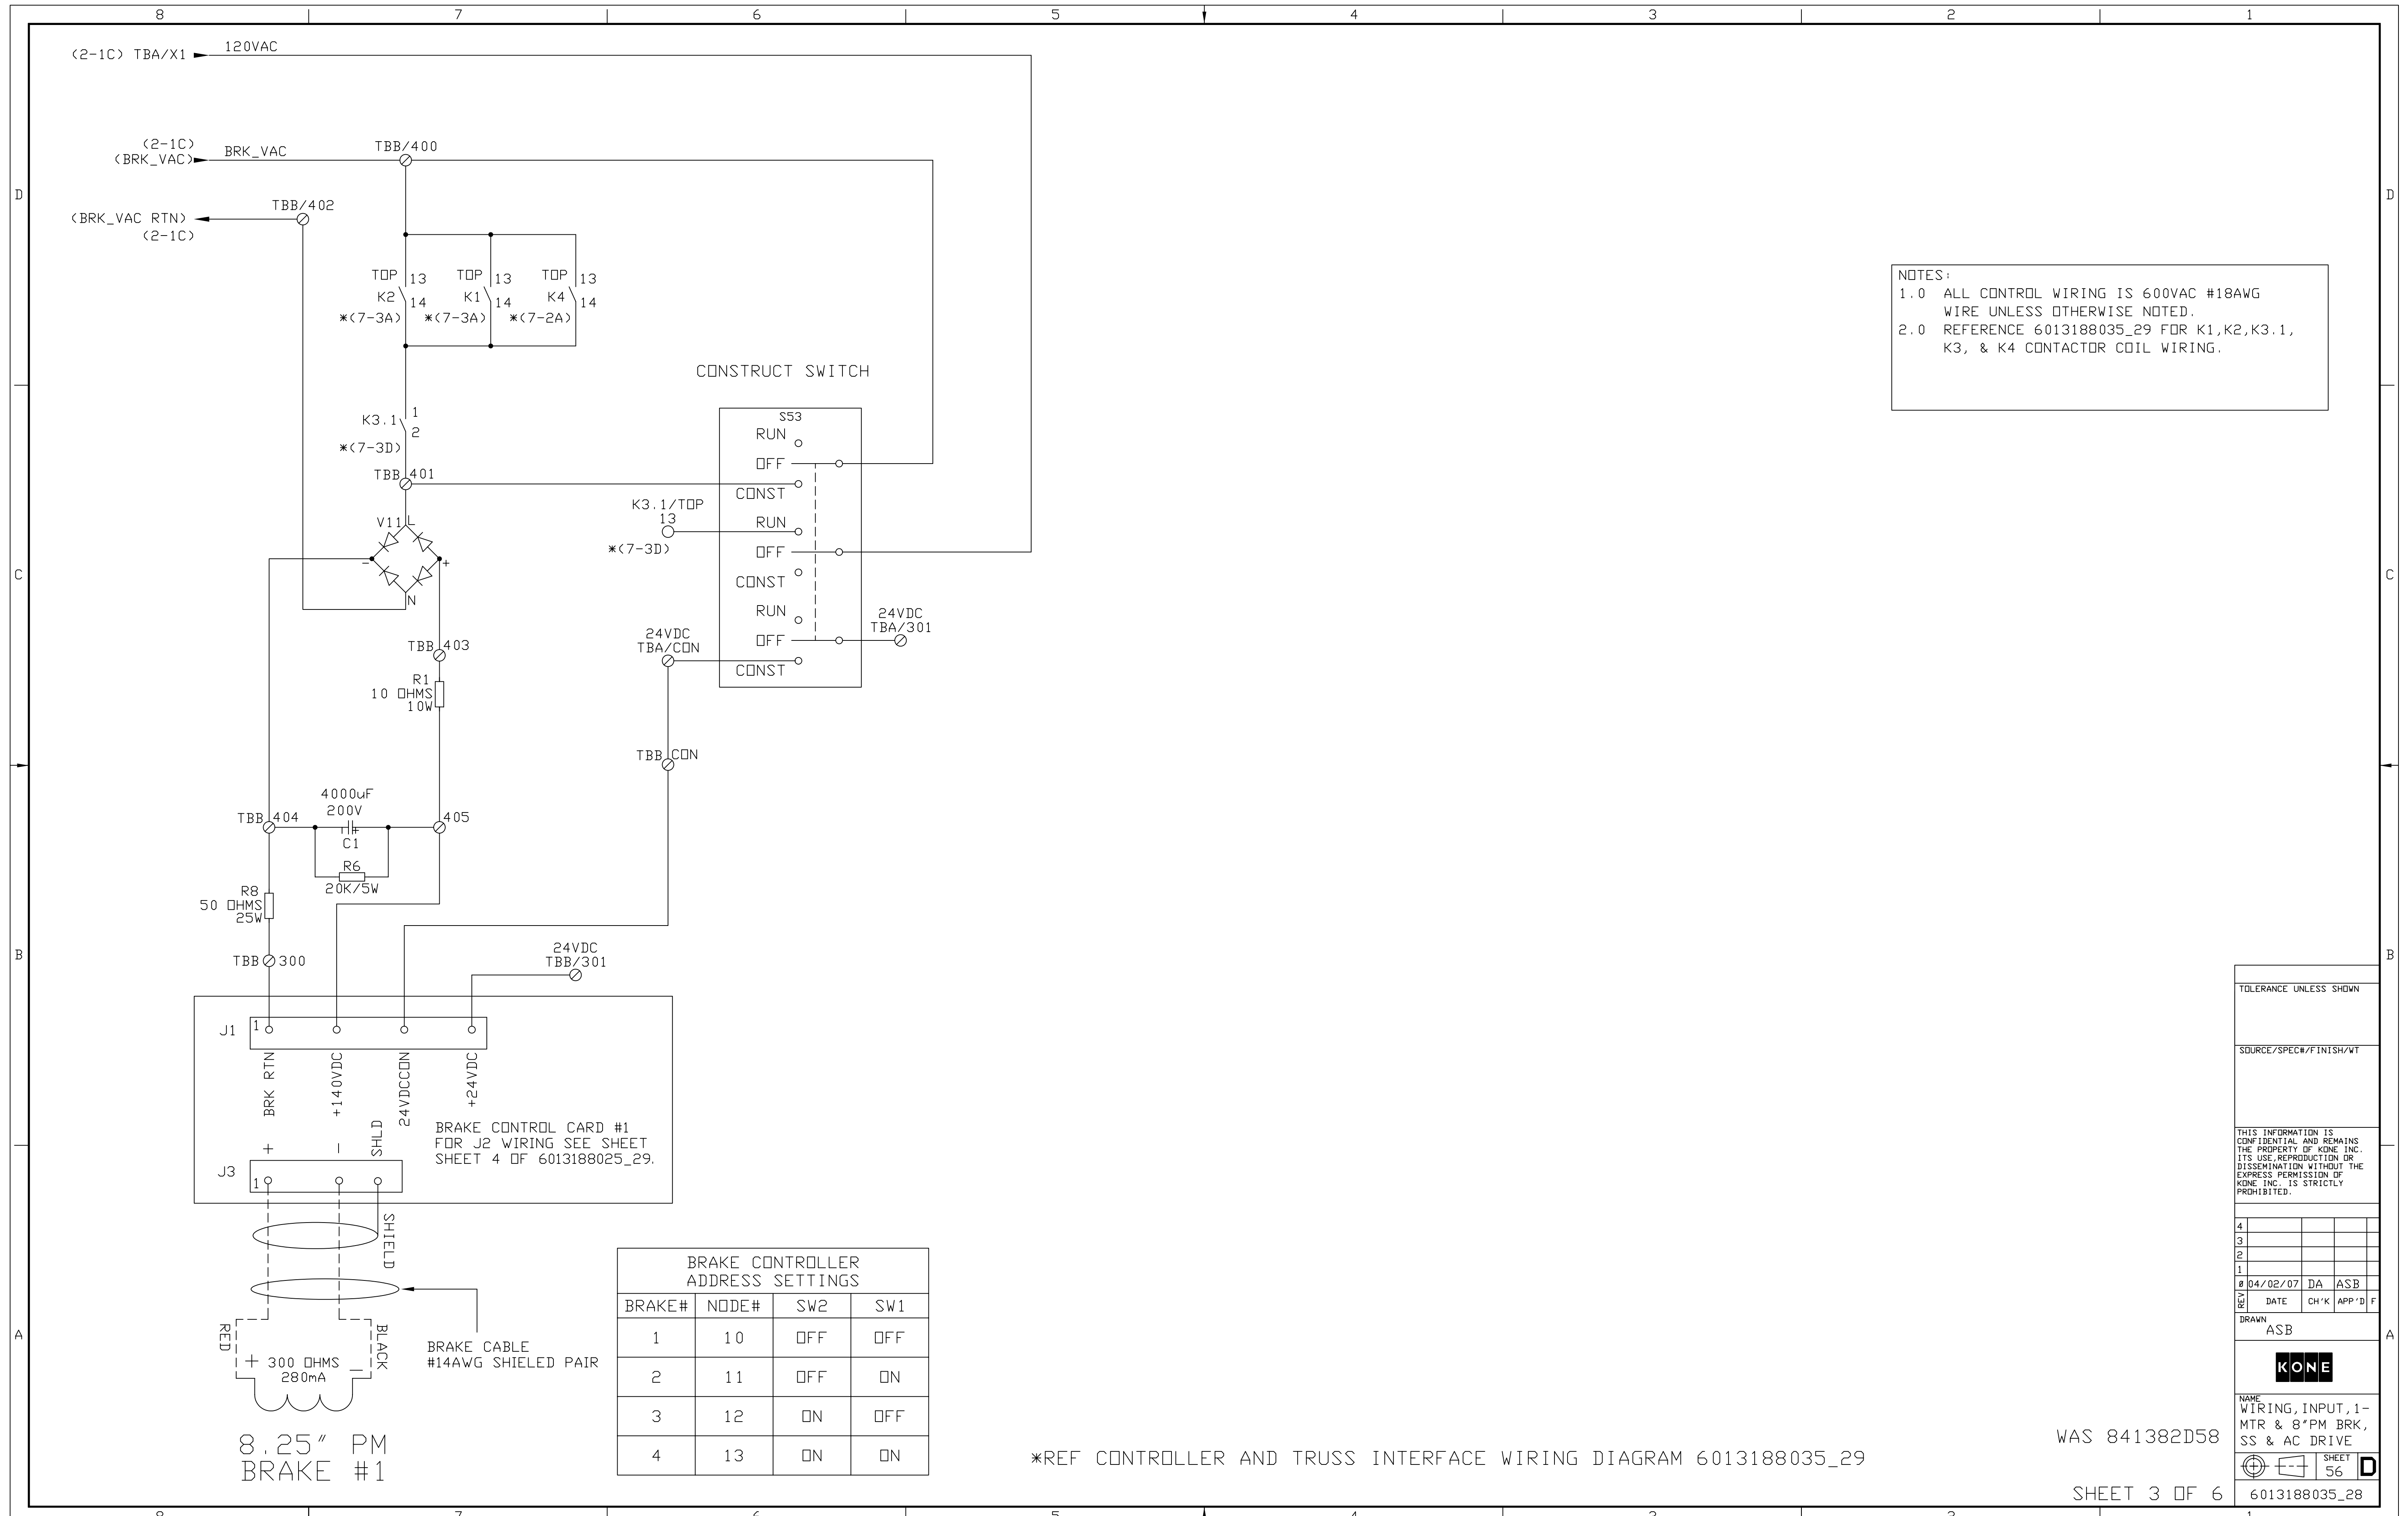 8 7 6 5 4 3 2 1
(2-1C) TBA/X1
120VAC
(2-1C)
(BRK_VAC)
BRK_VAC
TBB/400
D
D
(BRK_VAC RTN)
(2-1C)
TBB/402
TOP 13
K2 14
*(7-3A)
TOP 13
K1 14
*(7-3A)
TOP 13
K4 14
*(7-2A)
NOTES:
1.0 ALL CONTROL WIRING IS 600VAC #18AWG
WIRE UNLESS OTHERWISE NOTED.
2.0 REFERENCE 6013188035_29 FOR K1,K2,K3.1,
K3, & K4 CONTACTOR COIL WIRING.
CONSTRUCT SWITCH
S53
RUN
OFF
CONST
RUN
OFF
CONST
RUN
OFF
CONST
K3.1 1
2
*(7-3D)
TBB 401
K3.1/TOP
13
*(7-3D)
V11 L
- +
N
C
C
24VDC
TBA/301
24VDC
TBA/CON
TBB 403
R1
10 OHMS
10W
TBB CON
4000uF
200V
TBB 404
+
C1
405
R6
20K/5W
R8
50 OHMS
25W
B
B
TBB 300
24VDC
TBB/301
J1 1
BRK RTN
+140VDC
24VDCCON
+24VDC
BRAKE CONTROL CARD #1
FOR J2 WIRING SEE SHEET
SHEET 4 OF 6013188025_29.
+ - SHLD
J3 1
SHIELD
BRAKE CABLE
#14AWG SHIELED PAIR
RED
BLACK
+ 300 OHMS -
280mA
8.25" PM
BRAKE #1
A
A
BRAKE CONTROLLER
ADDRESS SETTINGS
BRAKE# NODE# SW2 SW1
1 10 OFF OFF
2 11 OFF ON
3 12 ON OFF
4 13 ON ON
*REF CONTROLLER AND TRUSS INTERFACE WIRING DIAGRAM 6013188035_29
WAS 841382D58
SHEET 3 OF 6
TOLERANCE UNLESS SHOWN
SOURCE/SPEC#/FINISH/WT
THIS INFORMATION IS
CONFIDENTIAL AND REMAINS
THE PROPERTY OF KONE INC.
ITS USE,REPRODUCTION OR
DISSEMINATION WITHOUT THE
EXPRESS PERMISSION OF
KONE INC. IS STRICTLY
PROHIBITED.
4
3
2
1
0 04/02/07 DA ASB
REV DATE CH'K APP'D F
DRAWN
ASB
KONE
NAME
WIRING,INPUT,1-
MTR & 8"PM BRK,
SS & AC DRIVE
SHEET
56 D
6013188035_28